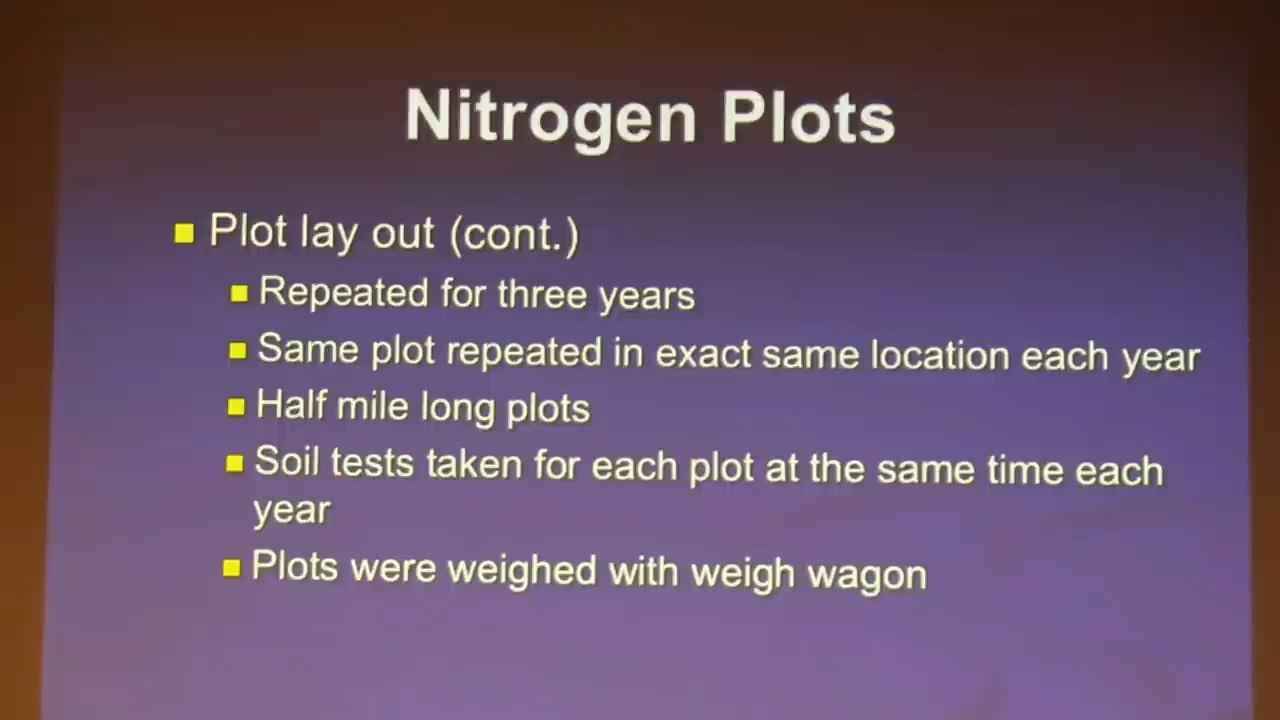 Nitrogen Plots
Plot lay out (cont.)
Repeated for three years
Same plot repeated in exact same location each year
Half mile long plots
Soil tests taken for each plot at the same time each
year
Plots were weighed with weigh wagon